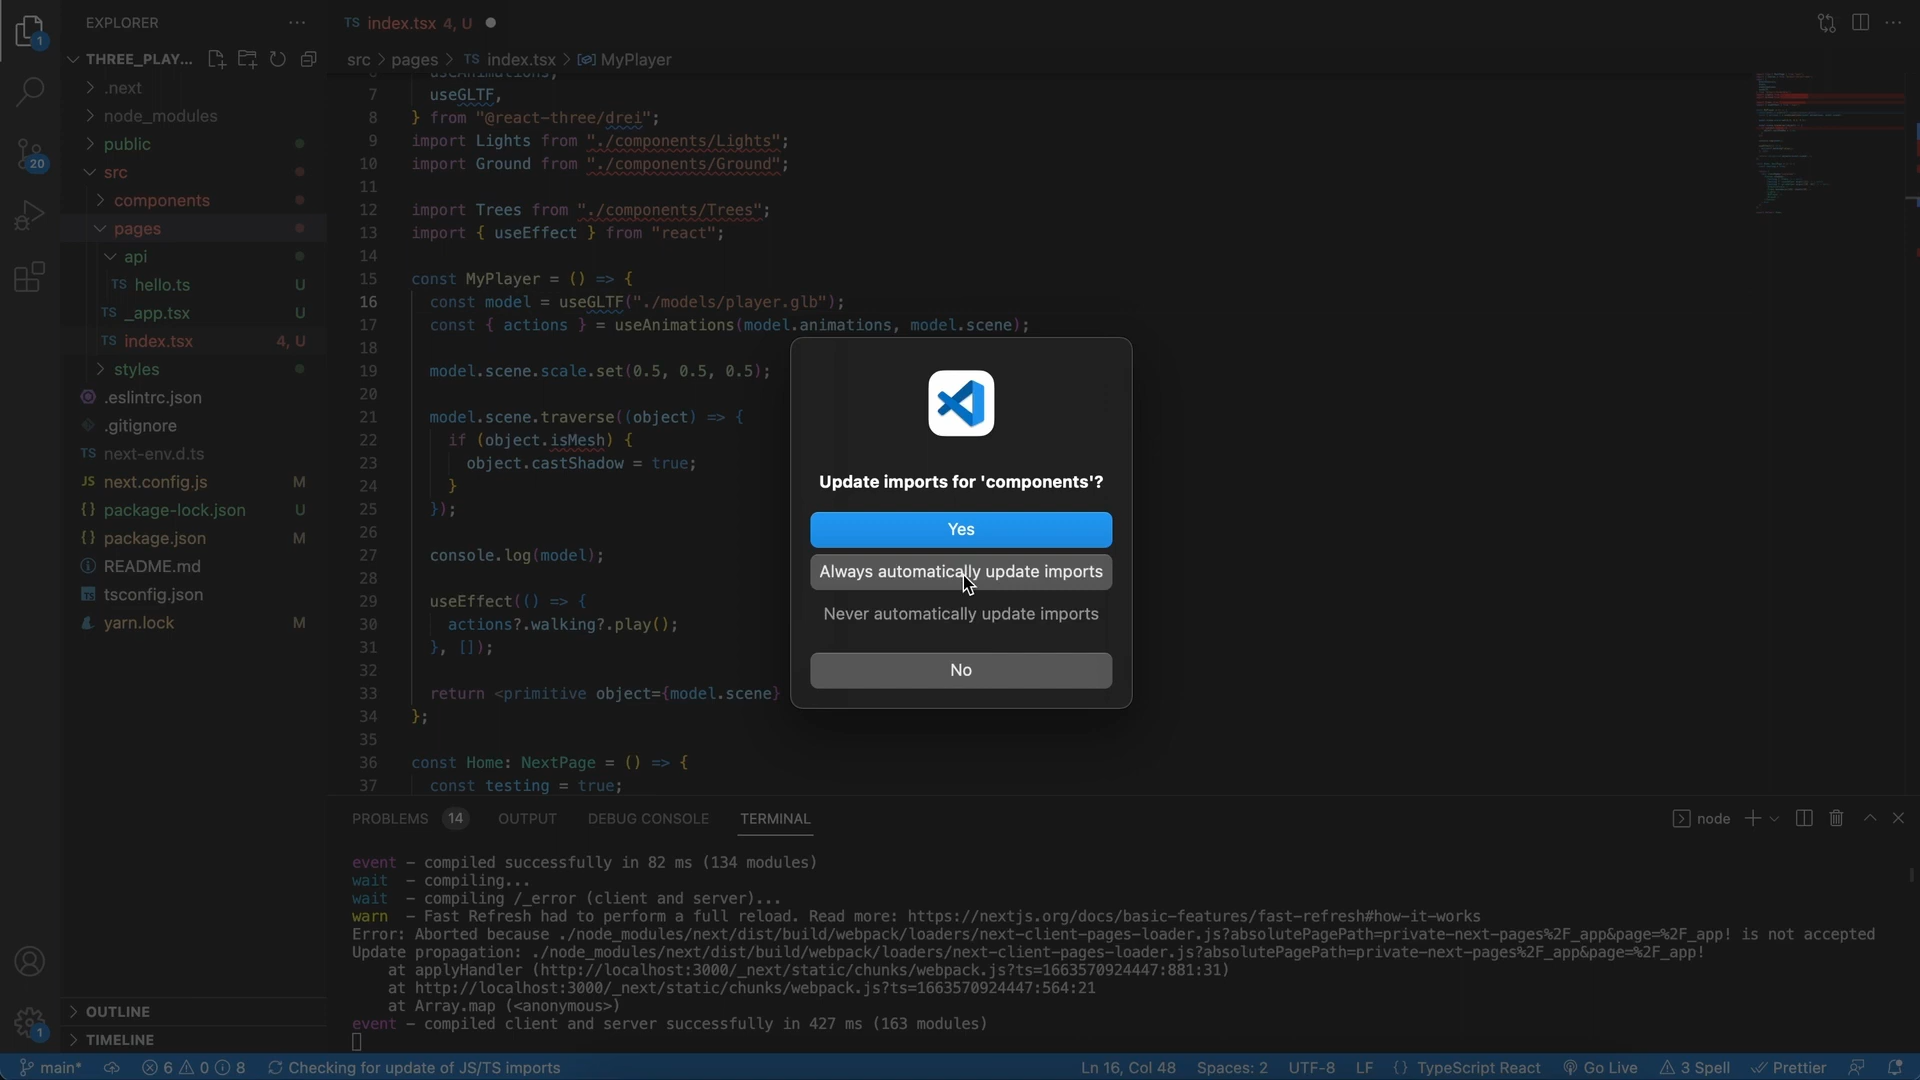 EXPLORER
THREE_PLAY...
.next
node_modules
public
src
components
pages
api
TS hello.ts U
TS _app.tsx U
TS index.tsx 4, U
styles
.eslintrc.json
.gitignore
TS next-env.d.ts
JS next.config.js M
{} package-lock.json U
{} package.json M
README.md
tsconfig.json
yarn.lock M
OUTLINE
TIMELINE
1
20
1
TS index.tsx 4, U
src > pages > TS index.tsx > MyPlayer
7 useGLTF,
8 } from "@react-three/drei";
9 import Lights from "./components/Lights";
10 import Ground from "./components/Ground";
11
12 import Trees from "./components/Trees";
13 import { useEffect } from "react";
14
15 const MyPlayer = () => {
16 const model = useGLTF("./models/player.glb");
17 const { actions } = useAnimations(model.animations, model.scene);
18
19 model.scene.scale.set(0.5, 0.5, 0.5);
20
21 model.scene.traverse((object) => {
22 if (object.isMesh) {
23 object.castShadow = true;
24 }
25 });
26
27 console.log(model);
28
29 useEffect(() => {
30 actions?.walking?.play();
31 }, []);
32
33 return <primitive object={model.scene}
34 };
35
36 const Home: NextPage = () => {
37 const testing = true;
Update imports for 'components'?
Yes
Always automatically update imports
Never automatically update imports
No
PROBLEMS 14 OUTPUT DEBUG CONSOLE TERMINAL
node
event - compiled successfully in 82 ms (134 modules)
wait - compiling...
wait - compiling /_error (client and server)...
warn - Fast Refresh had to perform a full reload. Read more: https://nextjs.org/docs/basic-features/fast-refresh#how-it-works
Error: Aborted because ./node_modules/next/dist/build/webpack/loaders/next-client-pages-loader.js?absolutePagePath=private-next-pages%2F_app&page=%2F_app! is not accepted
Update propagation: ./node_modules/next/dist/build/webpack/loaders/next-client-pages-loader.js?absolutePagePath=private-next-pages%2F_app&page=%2F_app!
at applyHandler (http://localhost:3000/_next/static/chunks/webpack.js?ts=1663570924447:881:31)
at http://localhost:3000/_next/static/chunks/webpack.js?ts=1663570924447:564:21
at Array.map (<anonymous>)
event - compiled client and server successfully in 427 ms (163 modules)
main* 6 0 8 Checking for update of JS/TS imports Ln 16, Col 48 Spaces: 2 UTF-8 LF {} TypeScript React Go Live 3 Spell Prettier